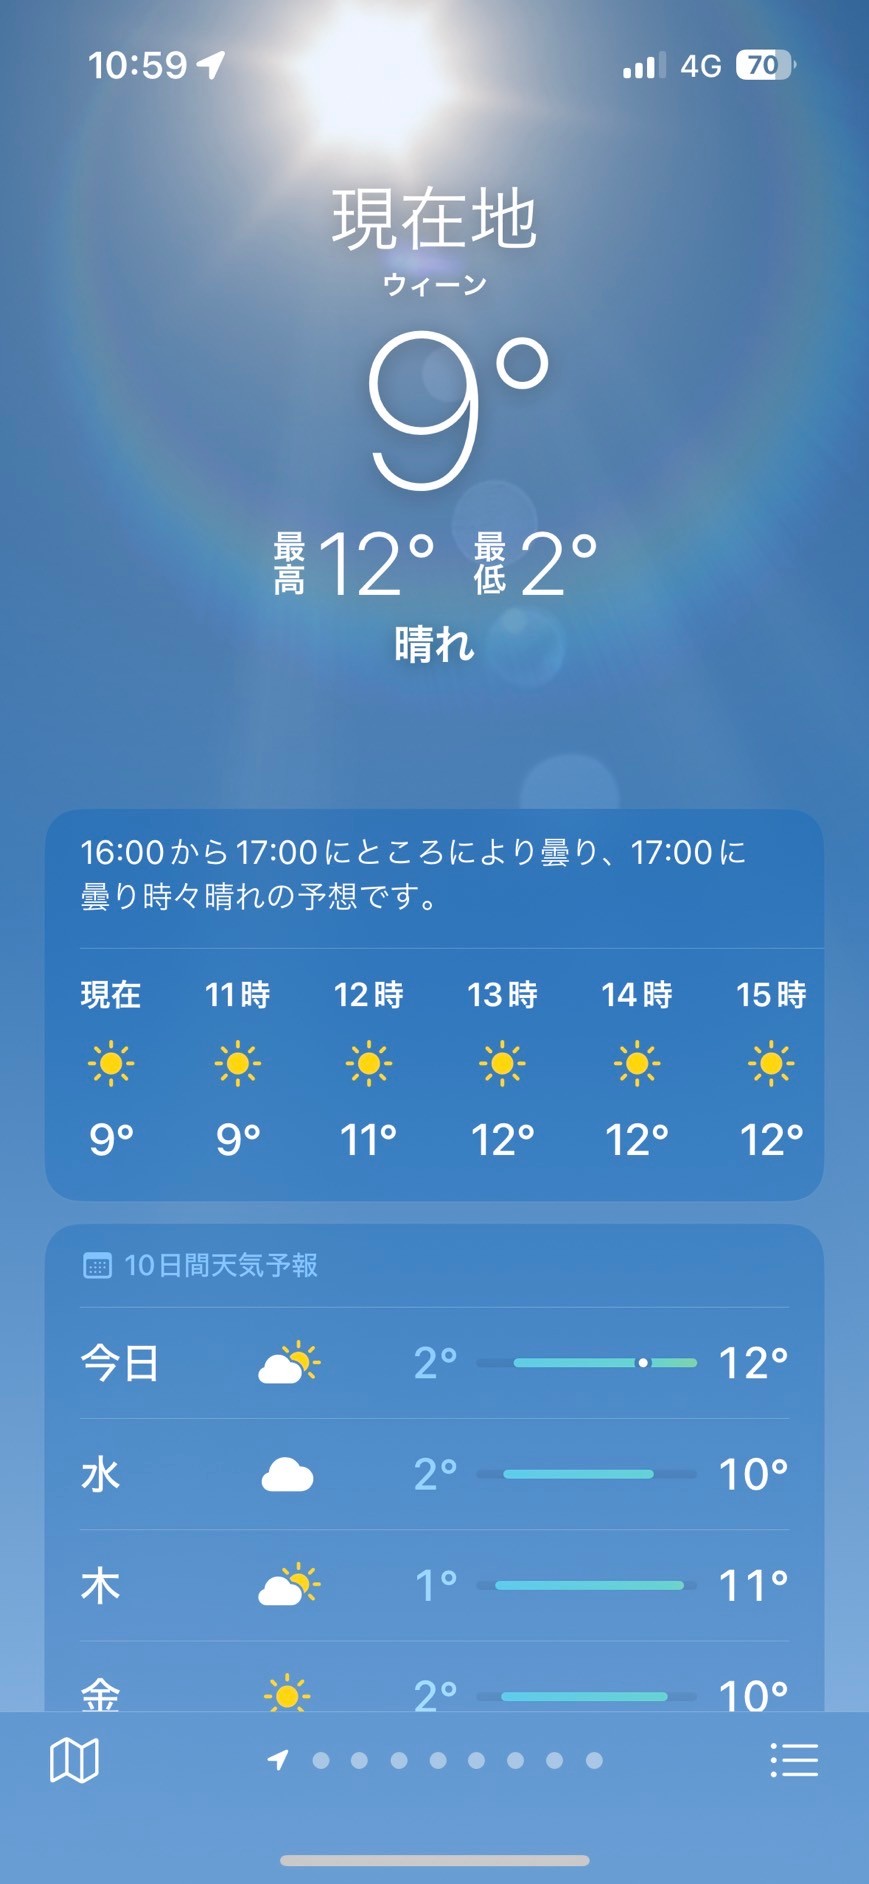 10:59 4G 70
現在地
ウィーン
9°
最高 12° 最低 2°
晴れ
16:00から17:00にところにより曇り、17:00に
曇り時々晴れの予想です。
現在 11時 12時 13時 14時 15時
9° 9° 11° 12° 12° 12°
10日間天気予報
今日 2° 12°
水 2° 10°
木 1° 11°
金 2° 10°